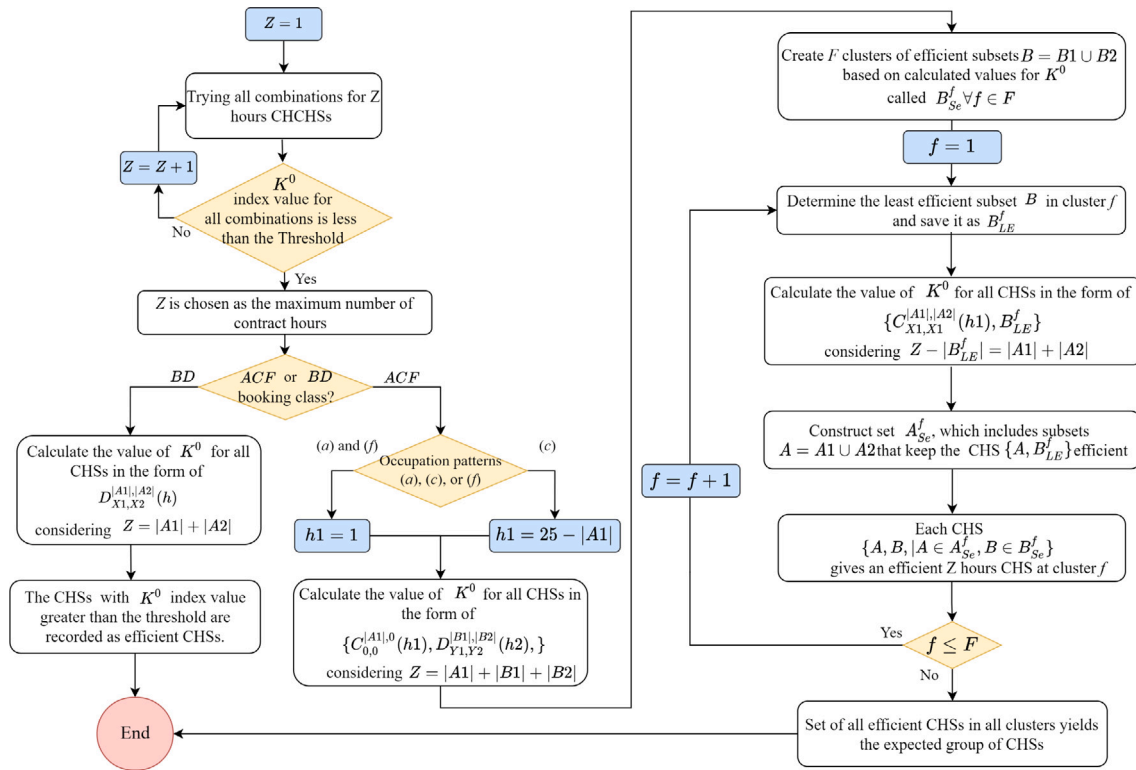 Z = 1
Trying all combinations for Z
hours CHCHSs
Z = Z + 1
K^0
index value for
all combinations is less
than the Threshold
No
Yes
Z is chosen as the maximum number of
contract hours
BD
ACF or BD
booking class?
ACF
Calculate the value of K^0 for all
CHSs in the form of
D_{X1,X2}^{|A1|,|A2|}(h)
considering Z = |A1| + |A2|
The CHSs with K^0 index value
greater than the threshold are
recorded as efficient CHSs.
End
(a) and (f)
(c)
Occupation patterns
(a), (c), or (f)
h1 = 1
h1 = 25 − |A1|
Calculate the value of K^0 for all CHSs in
the form of
{C_{0,0}^{|A1|,0}(h1), D_{Y1,Y2}^{|B1|,|B2|}(h2), }
considering Z = |A1| + |B1| + |B2|
Create F clusters of efficient subsets B = B1 ∪ B2
based on calculated values for K^0
called B_{Se}^f ∀f ∈ F
f = 1
Determine the least efficient subset B in cluster f
and save it as B_{LE}^f
Calculate the value of K^0 for all CHSs in the form of
{C_{X1,X1}^{|A1|,|A2|}(h1), B_{LE}^f}
considering Z − |B_{LE}^f| = |A1| + |A2|
Construct set A_{Se}^f, which includes subsets
A = A1 ∪ A2 that keep the CHS {A, B_{LE}^f} efficient
f = f + 1
Each CHS
{A, B, |A ∈ A_{Se}^f, B ∈ B_{Se}^f}
gives an efficient Z hours CHS at cluster f
Yes
f ≤ F
No
Set of all efficient CHSs in all clusters yields
the expected group of CHSs